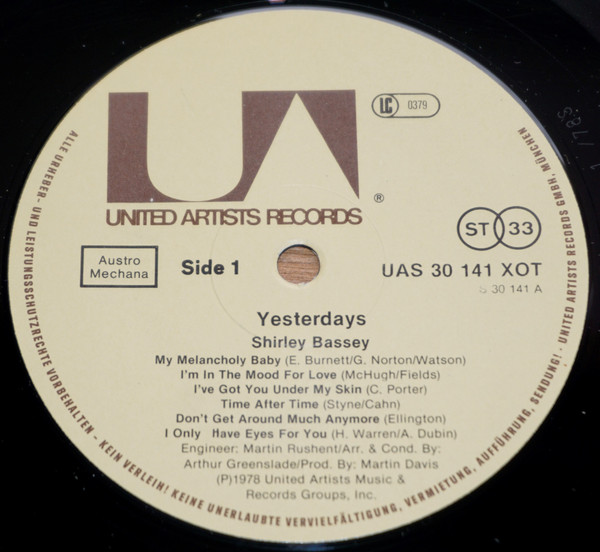 UA
LC 0379
UNITED ARTISTS RECORDS ®
ST 33
Austro
Mechana
Side 1
UAS 30 141 XOT
S 30 141 A
Yesterdays
Shirley Bassey
My Melancholy Baby (E. Burnett/G. Norton/Watson)
I'm In The Mood For Love (McHugh/Fields)
I've Got You Under My Skin (C. Porter)
Time After Time (Styne/Cahn)
Don't Get Around Much Anymore (Ellington)
I Only Have Eyes For You (H. Warren/A. Dubin)
Engineer: Martin Rushent/Arr. & Cond. By:
Arthur Greenslade/Prod. By: Martin Davis
(P)1978 United Artists Music &
Records Groups, Inc.
ALLE URHEBER- UND LEISTUNGSSCHUTZRECHTE VORBEHALTEN - KEIN VERLEIH! KEINE UNERLAUBTE VERVIELFÄLTIGUNG, VERMIETUNG, AUFFÜHRUNG, SENDUNG! - UNITED ARTISTS RECORDS GMBH, MÜNCHEN